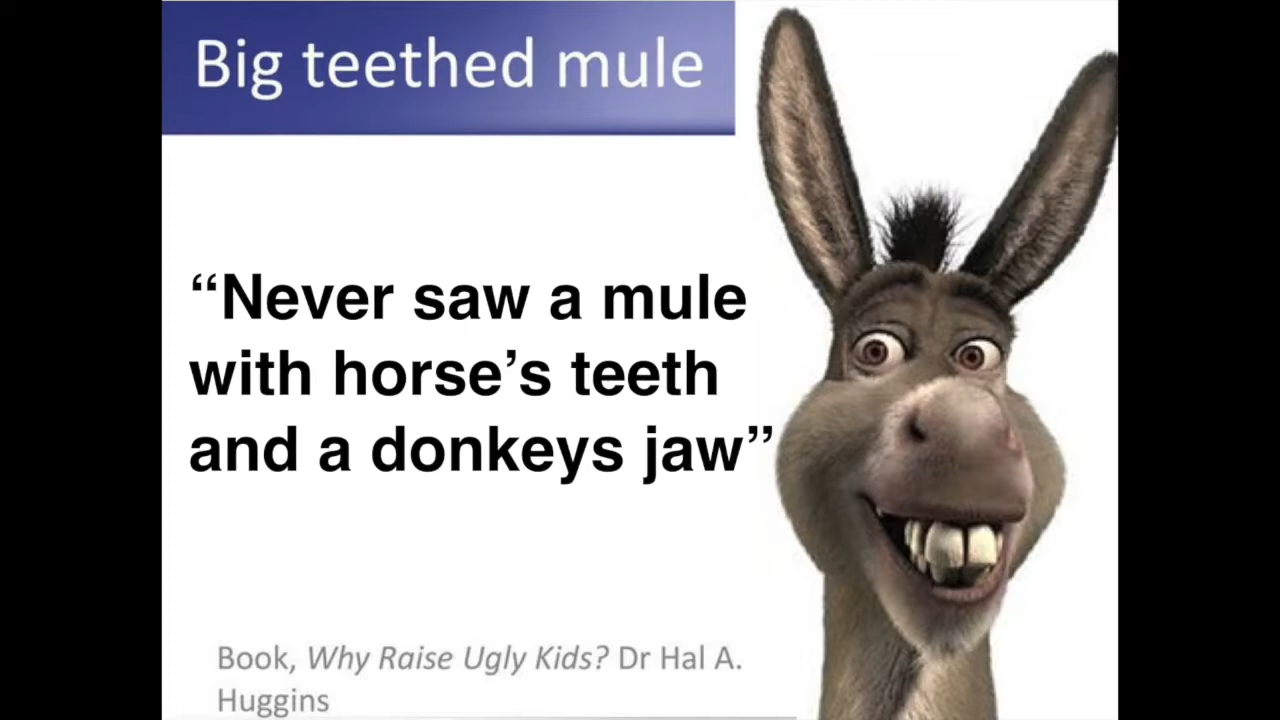 Big teethed mule
“Never saw a mule
with horse’s teeth
and a donkeys jaw”
Book, Why Raise Ugly Kids? Dr Hal A.
Huggins